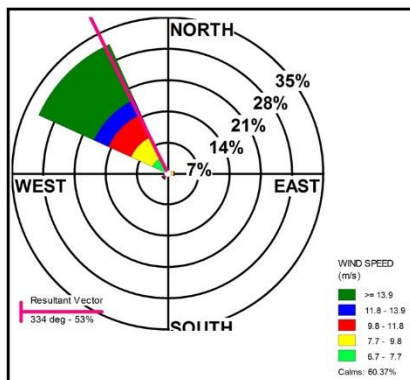 NORTH
35%
28%
21%
14%
7%
WEST
EAST
WIND SPEED
(m/s)
Resultant Vector
>= 13.9
11.8 - 13.9
334 deg - 53%
9.8 - 11.8
SOUTH
7.7 - 9.8
6.7 - 7.7
Calms: 60.37%